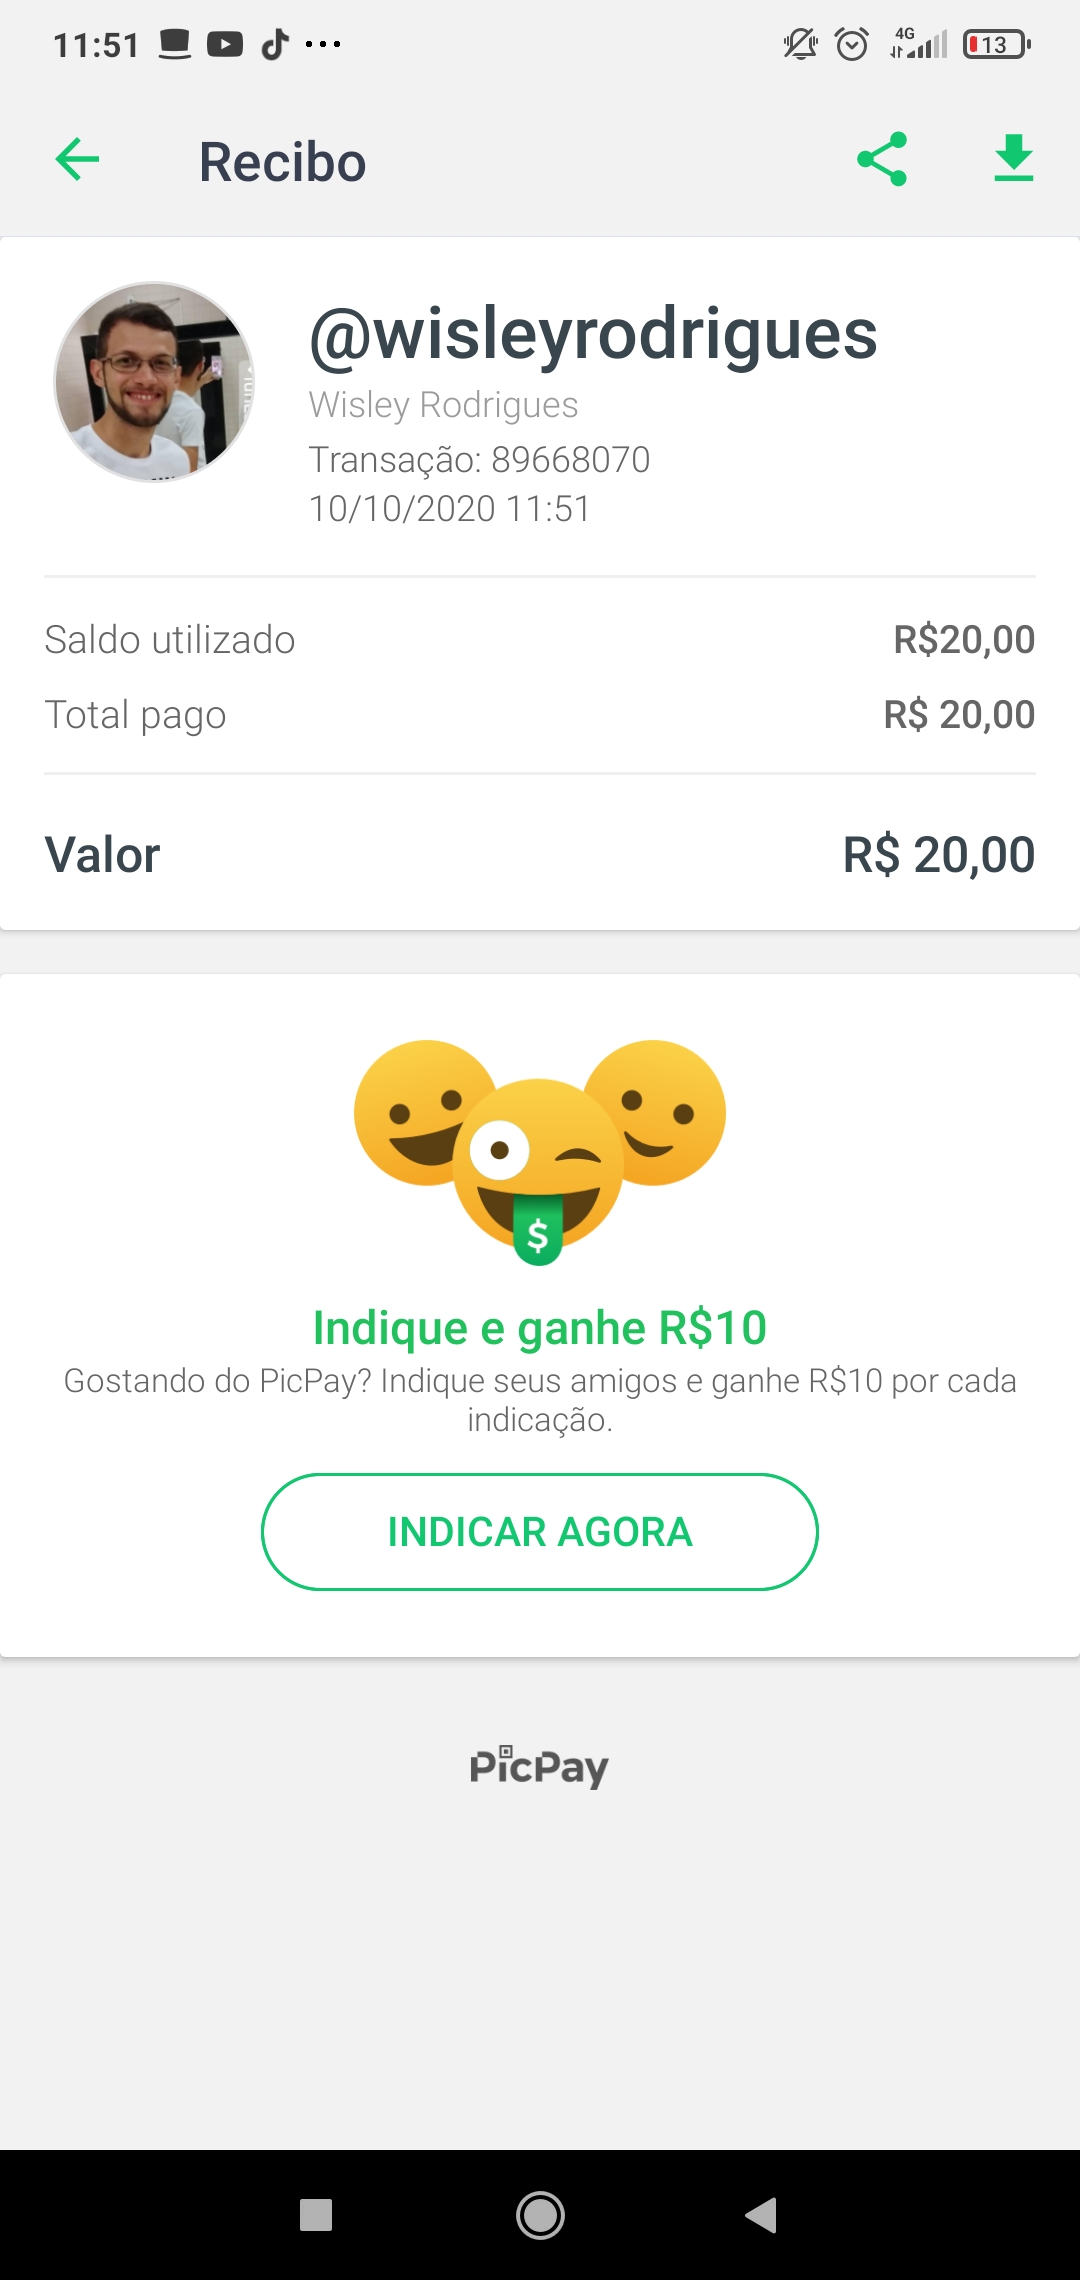 11:51
4G
13
Recibo
@wisleyrodrigues
Wisley Rodrigues
Transação: 89668070
10/10/2020 11:51
Saldo utilizado R$20,00
Total pago R$ 20,00
Valor R$ 20,00
$
Indique e ganhe R$10
Gostando do PicPay? Indique seus amigos e ganhe R$10 por cada
indicação.
INDICAR AGORA
PicPay